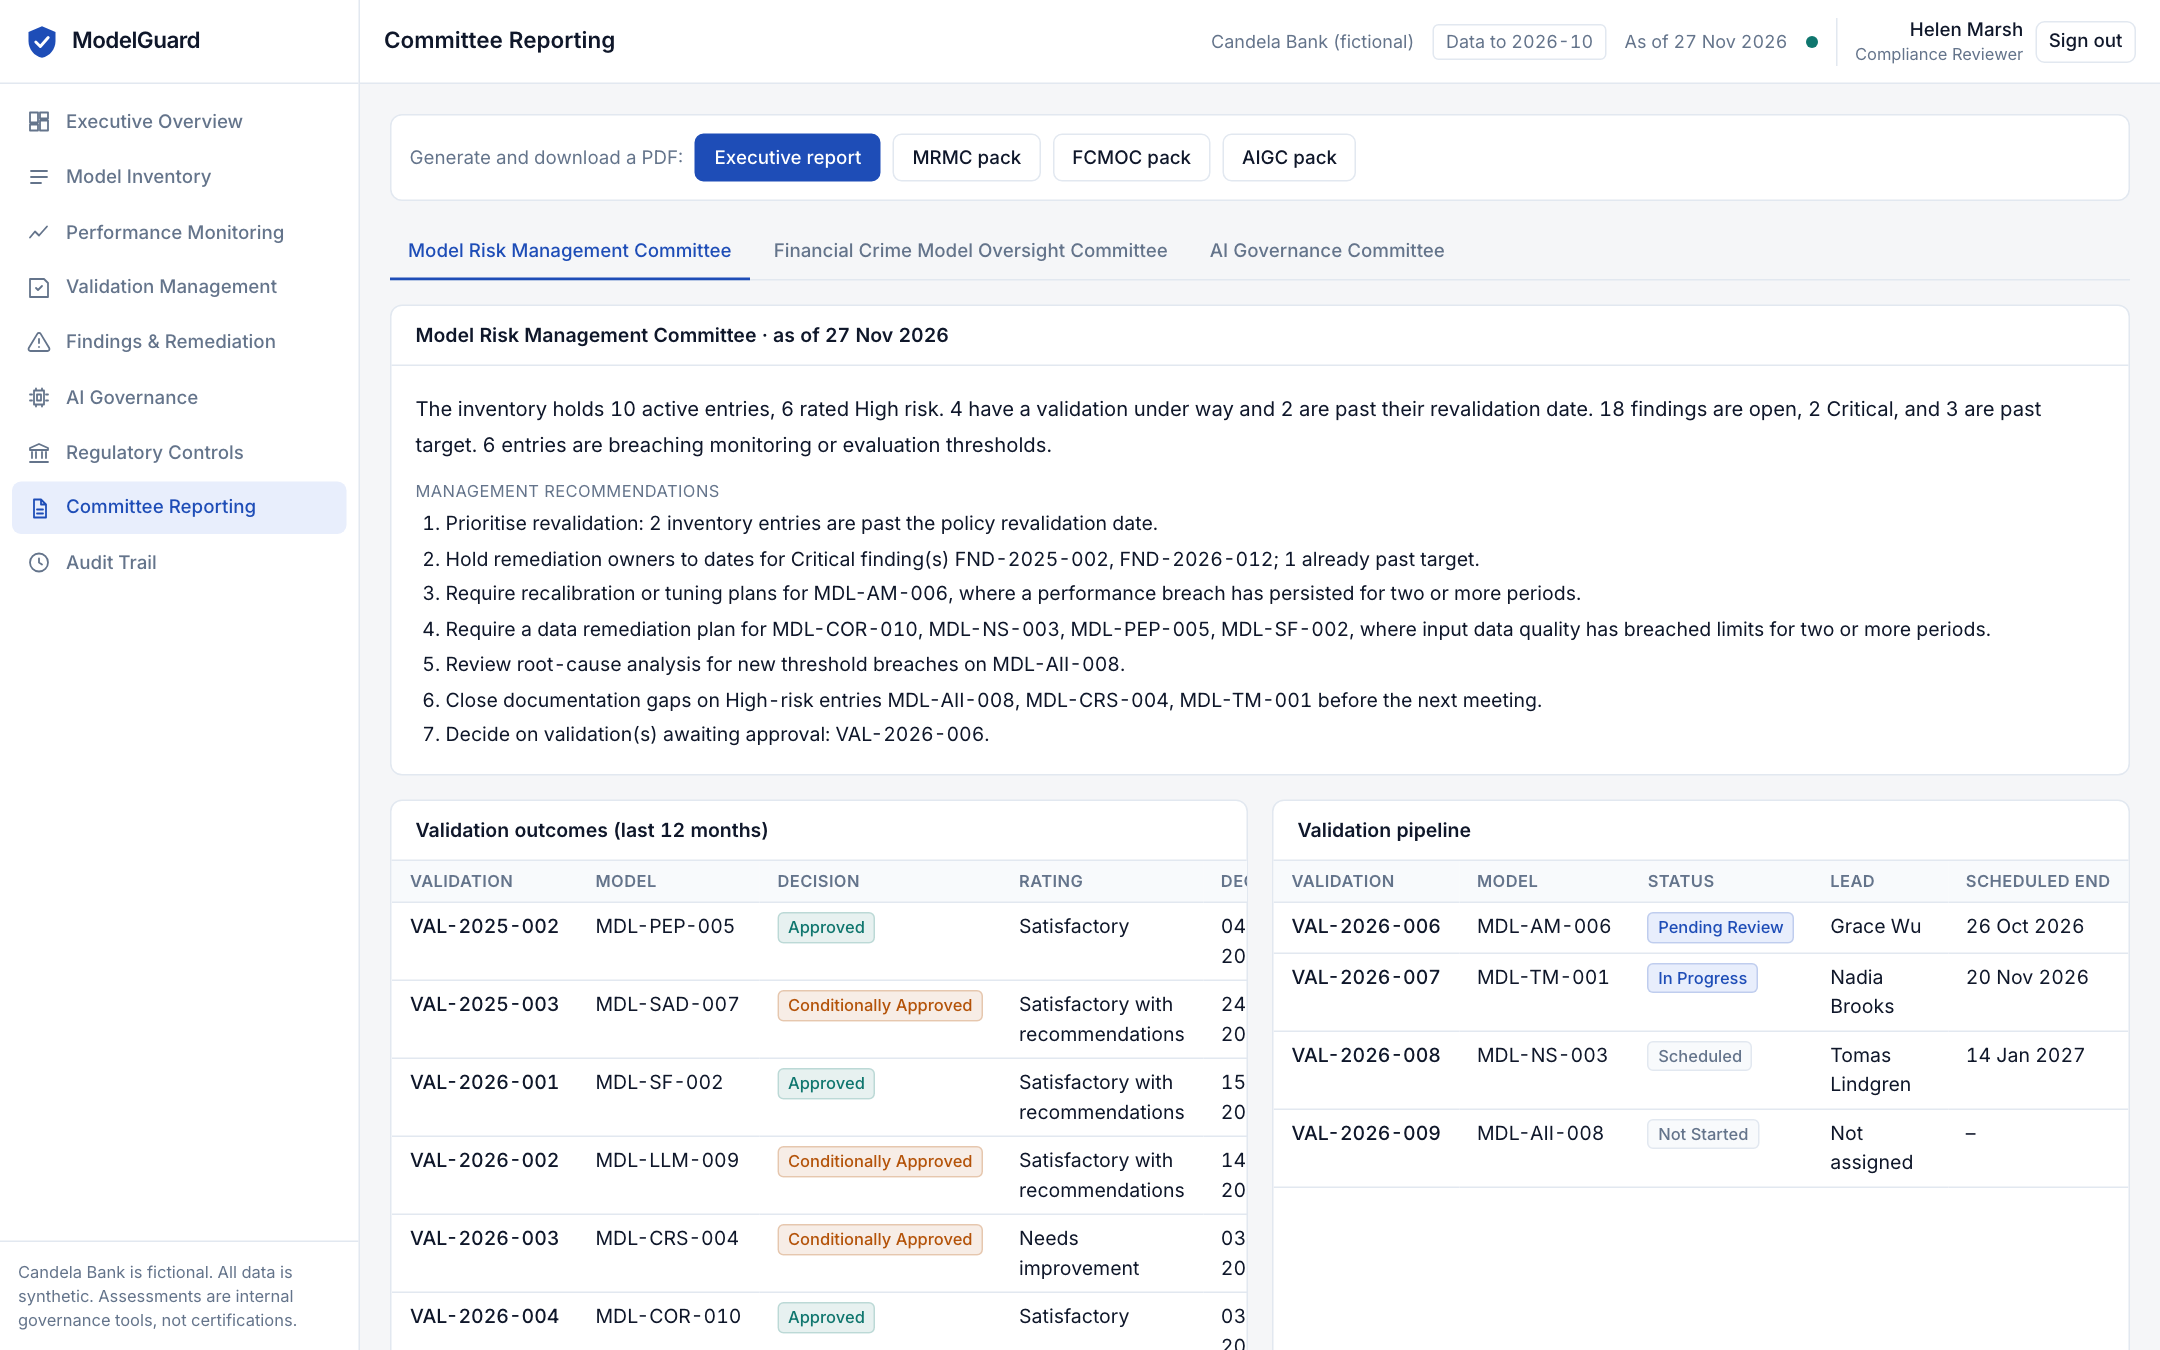 ModelGuard
Committee Reporting
Candela Bank (fictional)
Data to 2026-10
As of 27 Nov 2026
Helen Marsh
Compliance Reviewer
Sign out
Executive Overview
Model Inventory
Performance Monitoring
Validation Management
Findings & Remediation
AI Governance
Regulatory Controls
Committee Reporting
Audit Trail
Candela Bank is fictional. All data is
synthetic. Assessments are internal
governance tools, not certifications.
Generate and download a PDF: Executive report MRMC pack FCMOC pack AIGC pack
Model Risk Management Committee Financial Crime Model Oversight Committee AI Governance Committee
Model Risk Management Committee · as of 27 Nov 2026
The inventory holds 10 active entries, 6 rated High risk. 4 have a validation under way and 2 are past their revalidation date. 18 findings are open, 2 Critical, and 3 are past
target. 6 entries are breaching monitoring or evaluation thresholds.
MANAGEMENT RECOMMENDATIONS
1. Prioritise revalidation: 2 inventory entries are past the policy revalidation date.
2. Hold remediation owners to dates for Critical finding(s) FND-2025-002, FND-2026-012; 1 already past target.
3. Require recalibration or tuning plans for MDL-AM-006, where a performance breach has persisted for two or more periods.
4. Require a data remediation plan for MDL-COR-010, MDL-NS-003, MDL-PEP-005, MDL-SF-002, where input data quality has breached limits for two or more periods.
5. Review root-cause analysis for new threshold breaches on MDL-AII-008.
6. Close documentation gaps on High-risk entries MDL-AII-008, MDL-CRS-004, MDL-TM-001 before the next meeting.
7. Decide on validation(s) awaiting approval: VAL-2026-006.
Validation outcomes (last 12 months)
VALIDATION MODEL DECISION RATING
VAL-2025-002 MDL-PEP-005 Approved Satisfactory 04
20
VAL-2025-003 MDL-SAD-007 Conditionally Approved Satisfactory with 24
recommendations 20
VAL-2026-001 MDL-SF-002 Approved Satisfactory with 15
recommendations 20
VAL-2026-002 MDL-LLM-009 Conditionally Approved Satisfactory with 14
recommendations 20
VAL-2026-003 MDL-CRS-004 Conditionally Approved Needs 03
improvement 20
VAL-2026-004 MDL-COR-010 Approved Satisfactory 03
20
Validation pipeline
VALIDATION MODEL STATUS LEAD SCHEDULED END
VAL-2026-006 MDL-AM-006 Pending Review Grace Wu 26 Oct 2026
VAL-2026-007 MDL-TM-001 In Progress Nadia 20 Nov 2026
Brooks
VAL-2026-008 MDL-NS-003 Scheduled Tomas 14 Jan 2027
Lindgren
VAL-2026-009 MDL-AII-008 Not Started Not –
assigned